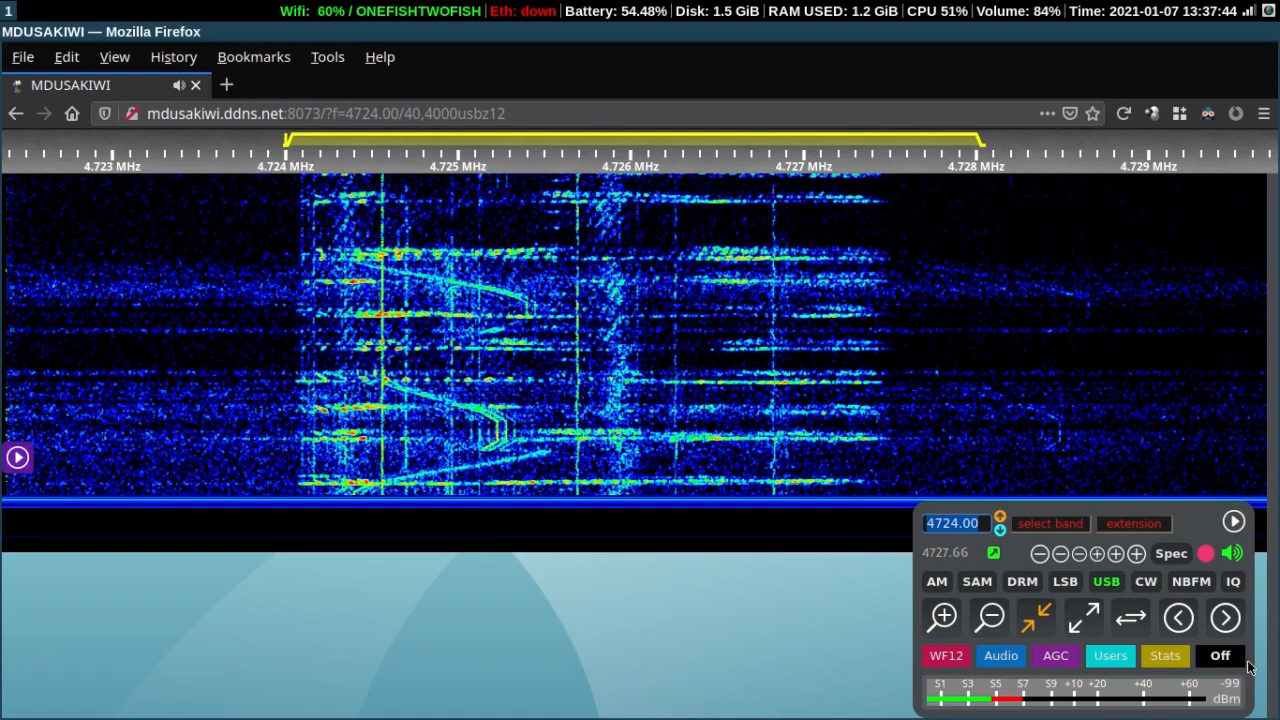 1 Wifi: 60% / ONEFISHTWOFISH Eth: down Battery: 54.48% Disk: 1.5 GiB RAM USED: 1.2 GiB CPU 51% Volume: 84% Time: 2021-01-07 13:37:44
MDUSAKIWI — Mozilla Firefox
File Edit View History Bookmarks Tools Help
MDUSAKIWI
mdusakiwi.ddns.net:8073/?f=4724.00/40,4000usbz12
4.723 MHz 4.724 MHz 4.725 MHz 4.726 MHz 4.727 MHz 4.728 MHz 4.729 MHz
4724.00 select band extension
4727.66 Spec
AM SAM DRM LSB USB CW NBFM IQ
WF12 Audio AGC Users Stats Off
S1 S3 S5 S7 S9 +10 +20 +40 +60 -99
dBm